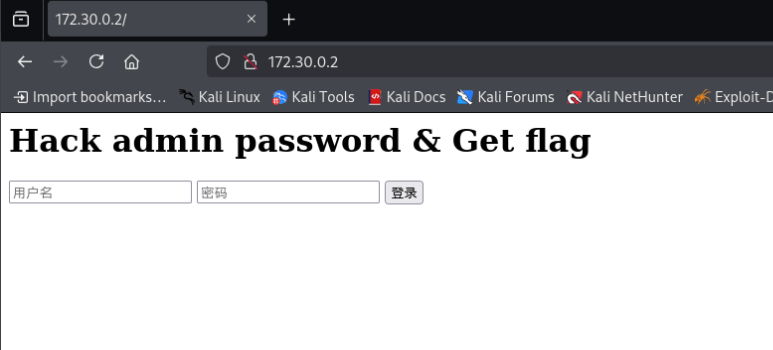 172.30.0.2/
172.30.0.2
Import bookmarks... Kali Linux Kali Tools Kali Docs Kali Forums Kali NetHunter Exploit-D
Hack admin password & Get flag
用户名 密码 登录